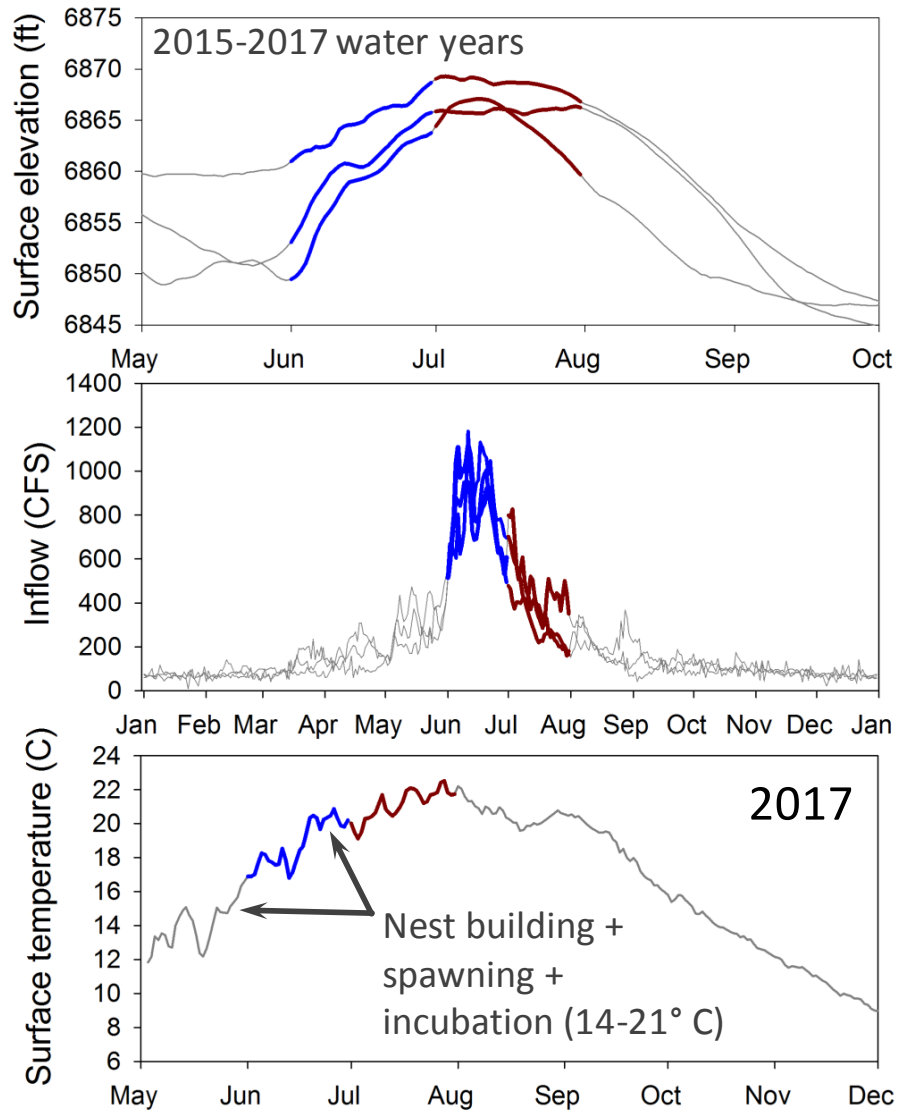 Surface elevation (ft)
6875
6870
6865
6860
6855
6850
6845
2015-2017 water years
May Jun Jul Aug Sep Oct
Inflow (CFS)
1400
1200
1000
800
600
400
200
0
Jan Feb Mar Apr May Jun Jul Aug Sep Oct Nov Dec Jan
Surface temperature (C)
24
22
20
18
16
14
12
10
8
6
2017
Nest building +
spawning +
incubation (14-21° C)
May Jun Jul Aug Sep Oct Nov Dec